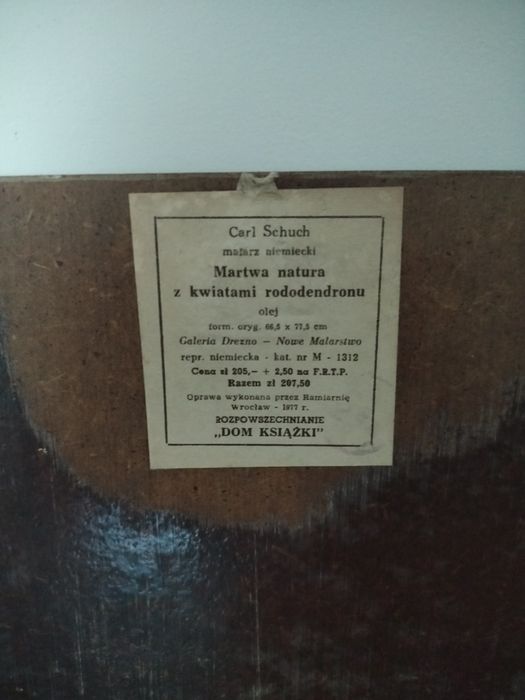 Carl Schuch
malarz niemiecki
Martwa natura
z kwiatami rododendronu
olej
form. oryg. 66,5 x 77,5 cm
Galeria Drezno — Nowe Malarstwo
repr. niemiecka - kat. nr M - 1312
Cena zł 205,— + 2,50 na F.R.T.P.
Razem zł 207,50
Oprawa wykonana przez Ramiarnię
Wrocław - 1977 r.
ROZPOWSZECHNIANIE
„DOM KSIĄŻKI”